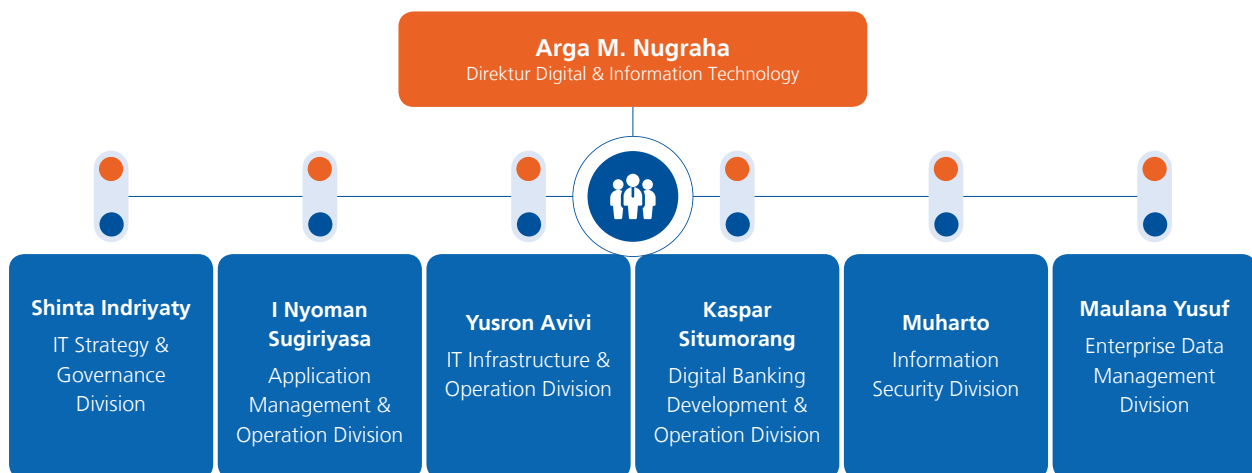 Arga M. Nugraha
Direktur Digital & Information Technology
Shinta Indriyaty
IT Strategy &
Governance
Division
I Nyoman
Sugiriyasa
Application
Management &
Operation Division
Yusron Avivi
IT Infrastructure &
Operation Division
Kaspar
Situmorang
Digital Banking
Development &
Operation Division
Muharto
Information
Security Division
Maulana Yusuf
Enterprise Data
Management
Division